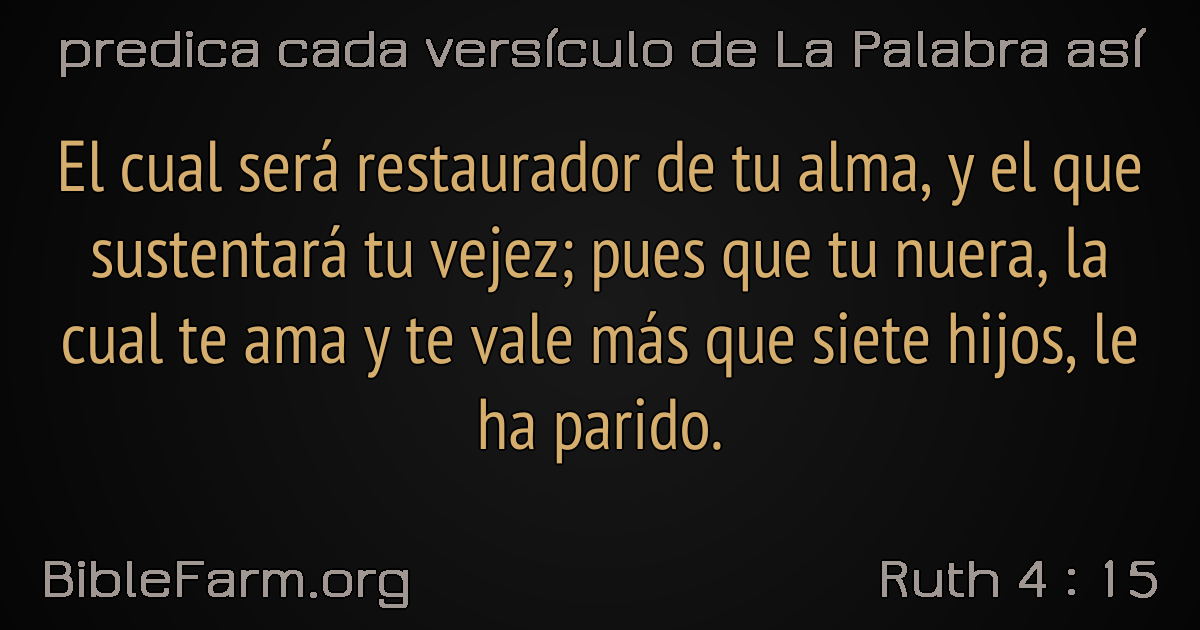 predica cada versículo de La Palabra así
El cual será restaurador de tu alma, y el que
sustentará tu vejez; pues que tu nuera, la
cual te ama y te vale más que siete hijos, le
ha parido.
BibleFarm.org
Ruth 4 : 15